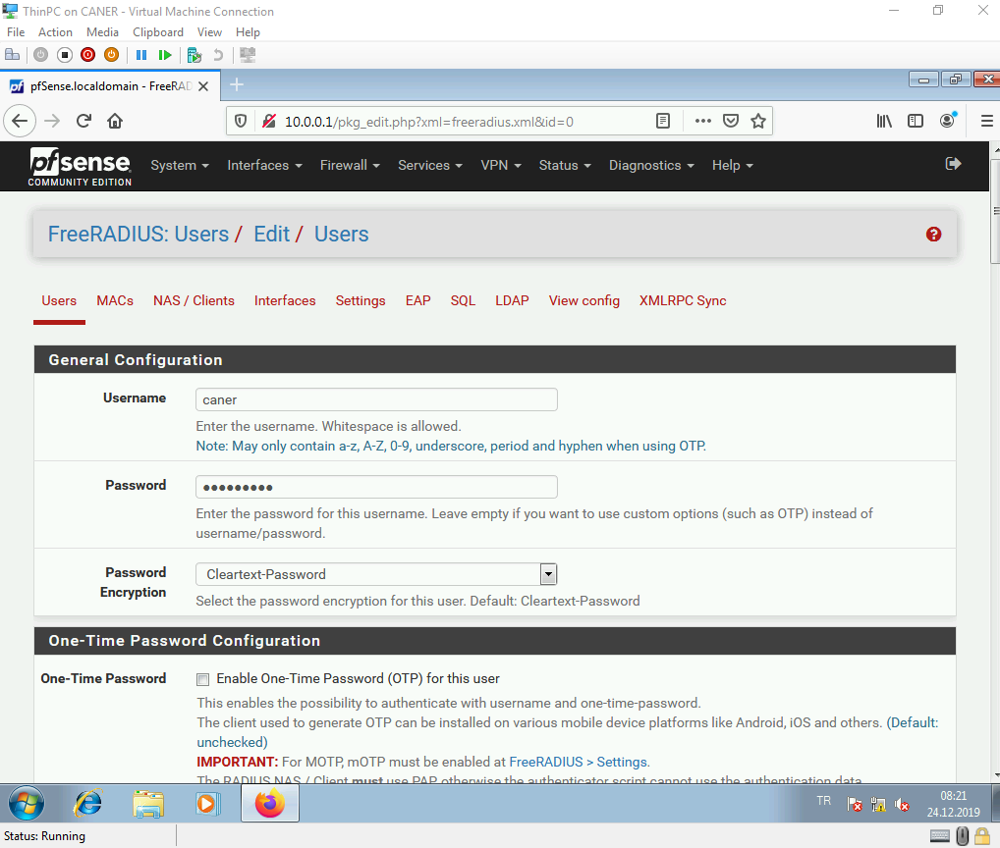 ThinPC on CANER - Virtual Machine Connection
File Action Media Clipboard View Help
pfSense.localdomain - FreeRAD
10.0.0.1/pkg_edit.php?xml=freeradius.xml&id=0
pfsense
COMMUNITY EDITION
System Interfaces Firewall Services VPN Status Diagnostics Help
FreeRADIUS: Users / Edit / Users
Users MACs NAS / Clients Interfaces Settings EAP SQL LDAP View config XMLRPC Sync
General Configuration
Username
caner
Enter the username. Whitespace is allowed.
Note: May only contain a-z, A-Z, 0-9, underscore, period and hyphen when using OTP.
Password
Enter the password for this username. Leave empty if you want to use custom options (such as OTP) instead of
username/password.
Password
Encryption
Cleartext-Password
Select the password encryption for this user. Default: Cleartext-Password
One-Time Password Configuration
One-Time Password
Enable One-Time Password (OTP) for this user
This enables the possibility to authenticate with username and one-time-password.
The client used to generate OTP can be installed on various mobile device platforms like Android, iOS and others. (Default:
unchecked)
IMPORTANT: For MOTP, mOTP must be enabled at FreeRADIUS > Settings.
The RADIUS NAS / Client must use PAP, otherwise the authenticator script cannot use the authentication data
TR
08:21
24.12.2019
Status: Running